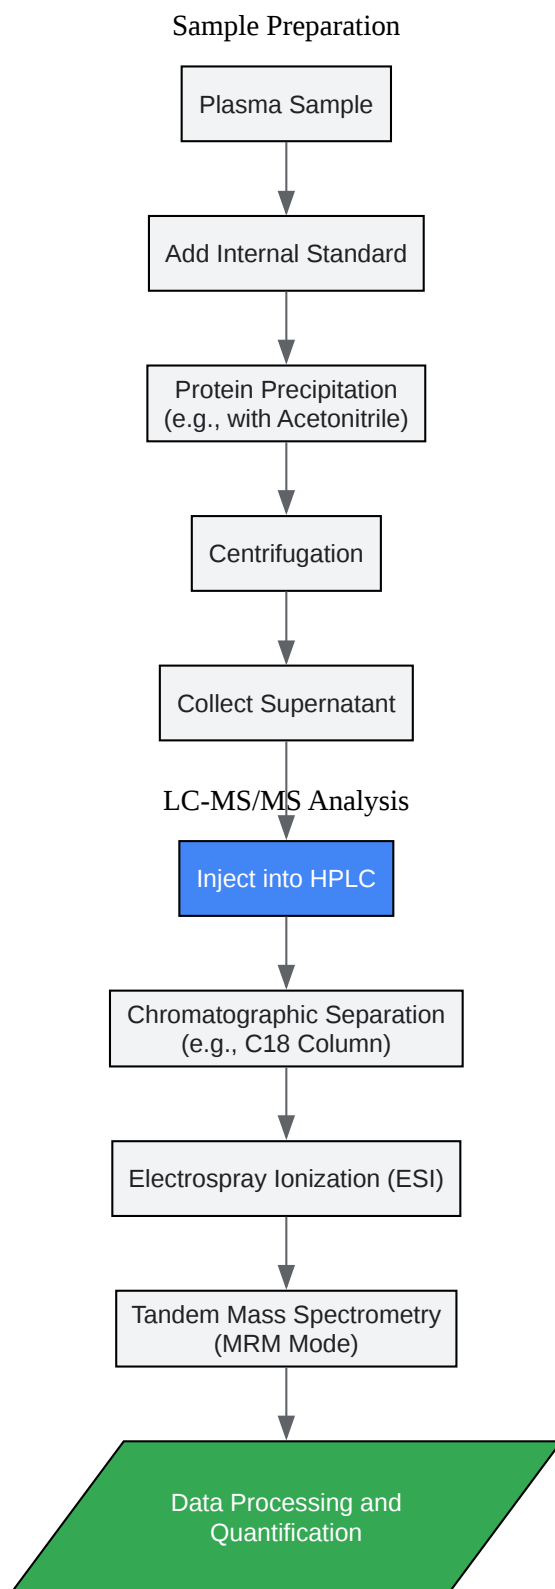 Sample Preparation
Plasma Sample
Add Internal Standard
Protein Precipitation
(e.g., with Acetonitrile)
Centrifugation
Collect Supernatant
LC-MS/MS Analysis
Inject into HPLC
Chromatographic Separation
(e.g., C18 Column)
Electrospray Ionization (ESI)
Tandem Mass Spectrometry
(MRM Mode)
Data Processing and
Quantification